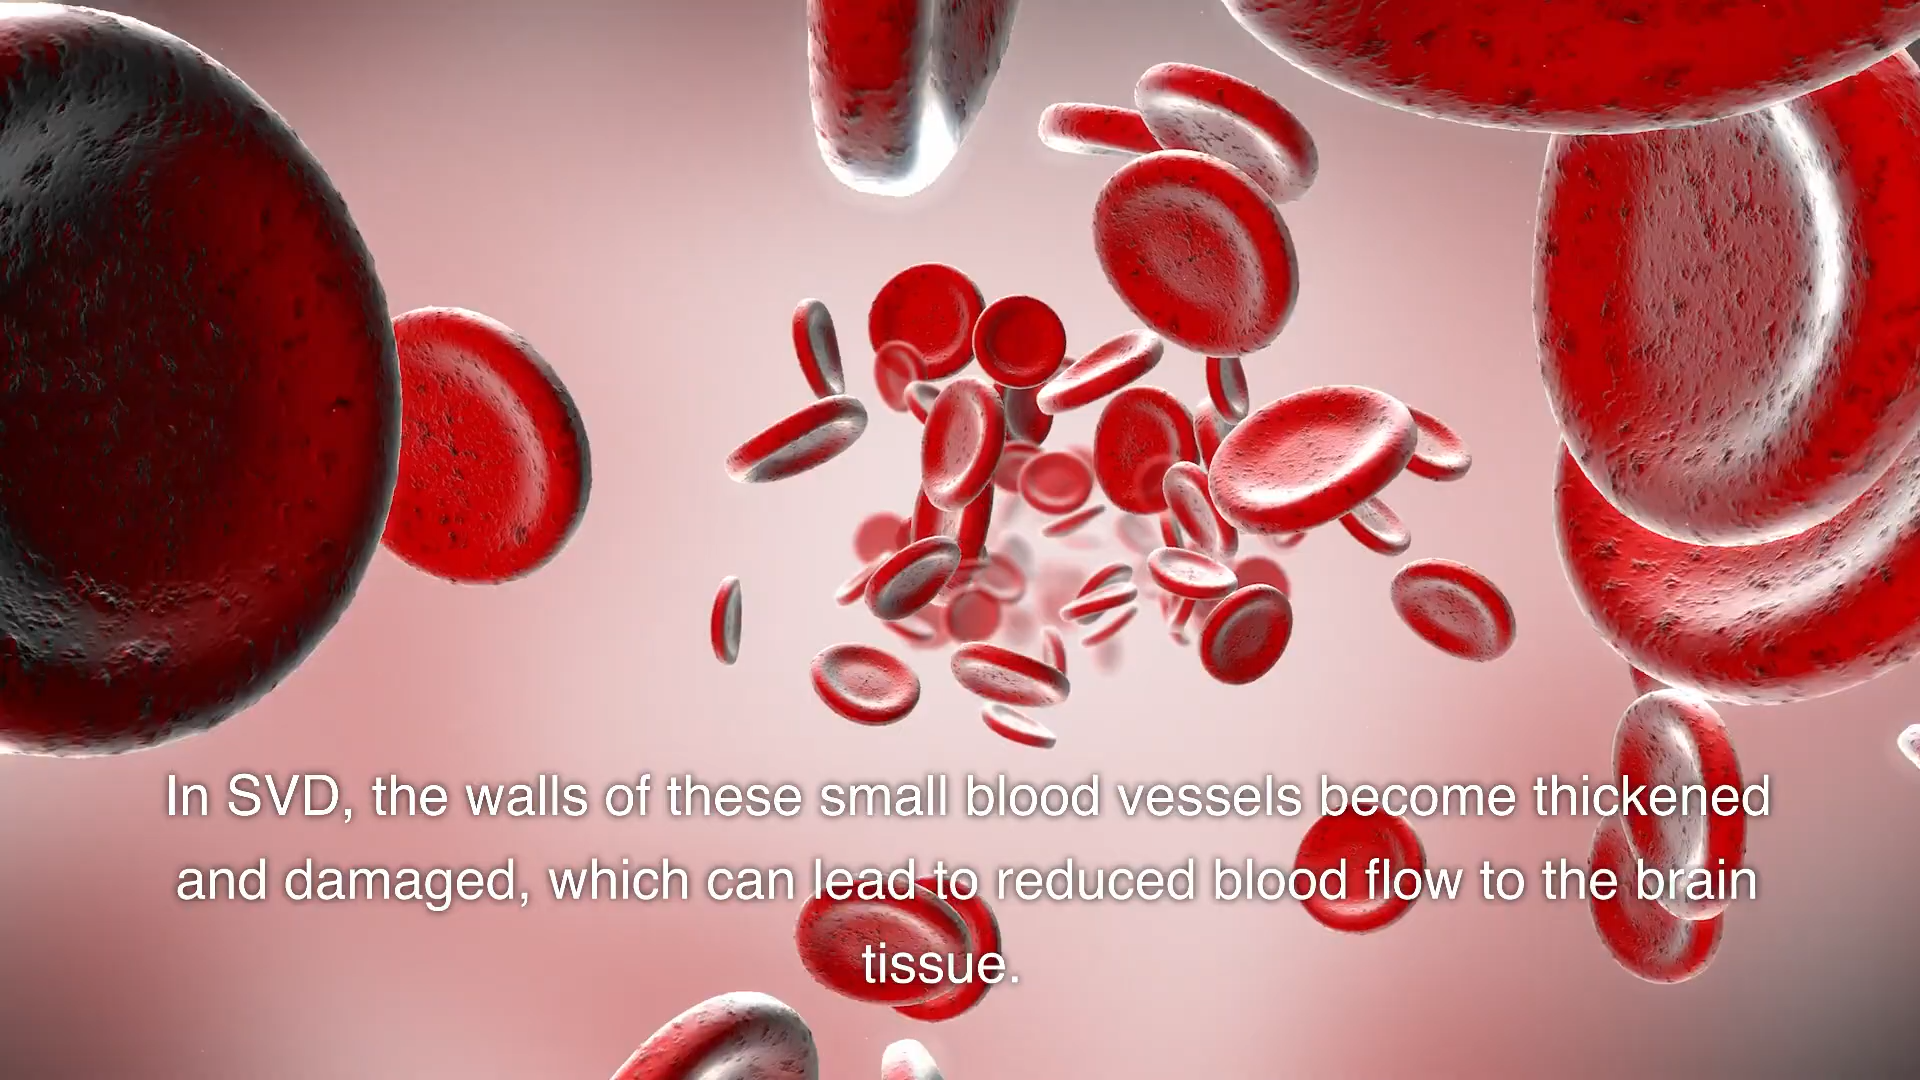 In SVD, the walls of these small blood vessels become thickened
and damaged, which can lead to reduced blood flow to the brain
tissue.